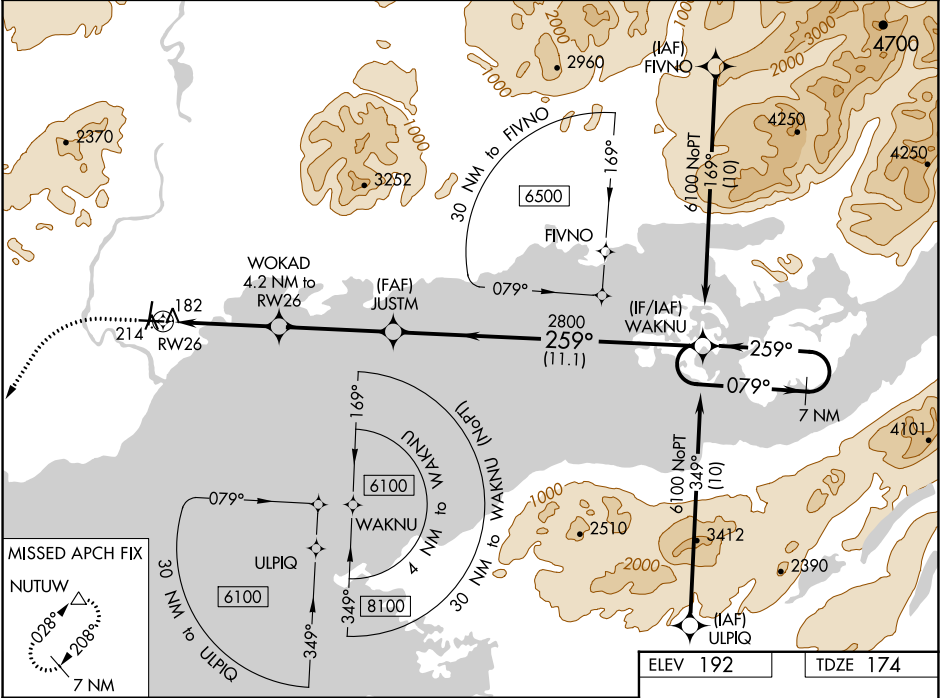 2370
3252
1000
1000
2960
1000
(IAF)
FIVNO
1000
2000
3000
4700
4250
4250
30 NM to FIVNO
169°
6500
FIVNO
079°
6100 NoPT
169°
(10)
WOKAD
4.2 NM to
RW26
(FAF)
JUSTM
2800
259°
(11.1)
(IF/IAF)
WAKNU
259°
079°
7 NM
182
214
RW26
169°
6100
4 NM to WAKNU
30 NM to WAKNU (NoPT)
WAKNU
349°
8100
079°
ULPIQ
6100
30 NM to ULPIQ
349°
6100 NoPT
349°
(10)
4101
1000
2510
3412
2000
2390
(IAF)
ULPIQ
MISSED APCH FIX
NUTUW
028°
208°
7 NM
ELEV 192
TDZE 174